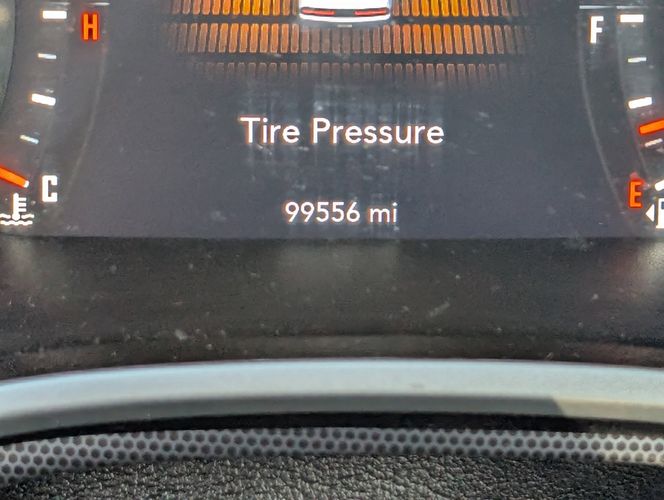 H F
Tire Pressure
C E
99556 mi